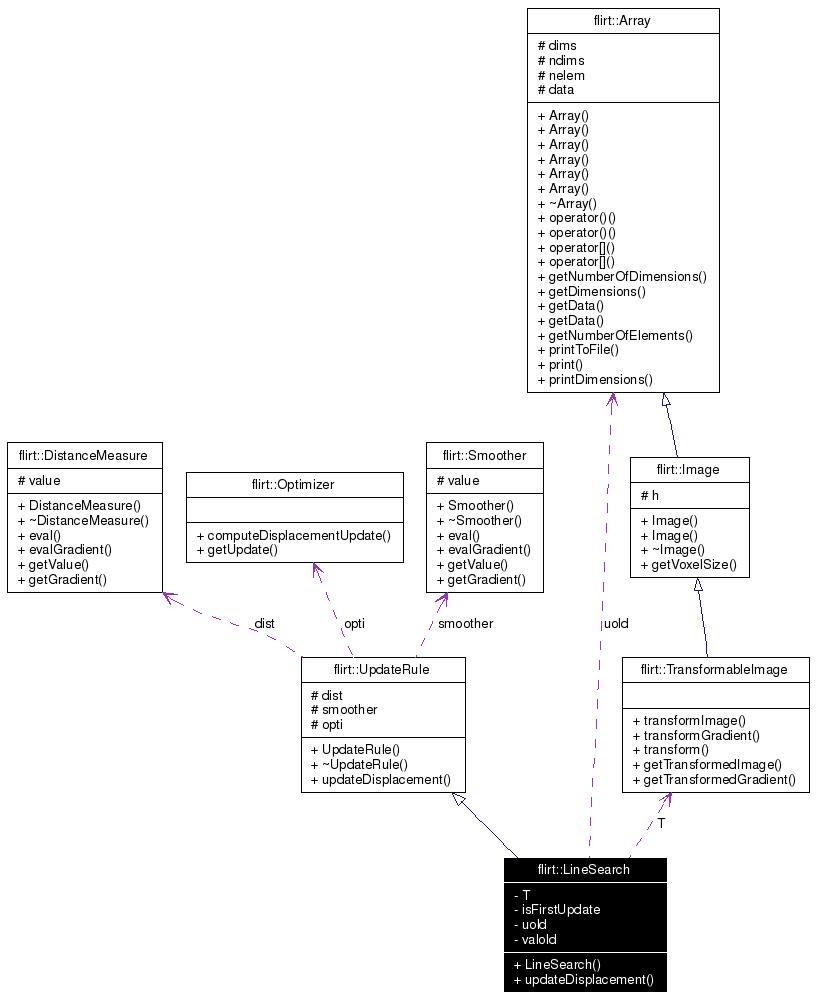 flirt::Array
# dims
# ndims
# nelem
# data
+ Array()
+ Array()
+ Array()
+ Array()
+ Array()
+ Array()
+ ~Array()
+ operator()()
+ operator()()
+ operator[]()
+ operator[]()
+ getNumberOfDimensions()
+ getDimensions()
+ getData()
+ getData()
+ getNumberOfElements()
+ printToFile()
+ print()
+ printDimensions()
flirt::DistanceMeasure
# value
+ DistanceMeasure()
+ ~DistanceMeasure()
+ eval()
+ evalGradient()
+ getValue()
+ getGradient()
flirt::Optimizer
+ computeDisplacementUpdate()
+ getUpdate()
flirt::Smoother
# value
+ Smoother()
+ ~Smoother()
+ eval()
+ evalGradient()
+ getValue()
+ getGradient()
flirt::Image
# h
+ Image()
+ Image()
+ ~Image()
+ getVoxelSize()
dist
opti
smoother
uold
flirt::UpdateRule
# dist
# smoother
# opti
+ UpdateRule()
+ ~UpdateRule()
+ updateDisplacement()
flirt::TransformableImage
+ transformImage()
+ transformGradient()
+ transform()
+ getTransformedImage()
+ getTransformedGradient()
T
flirt::LineSearch
- T
- isFirstUpdate
- uold
- valold
+ LineSearch()
+ updateDisplacement()